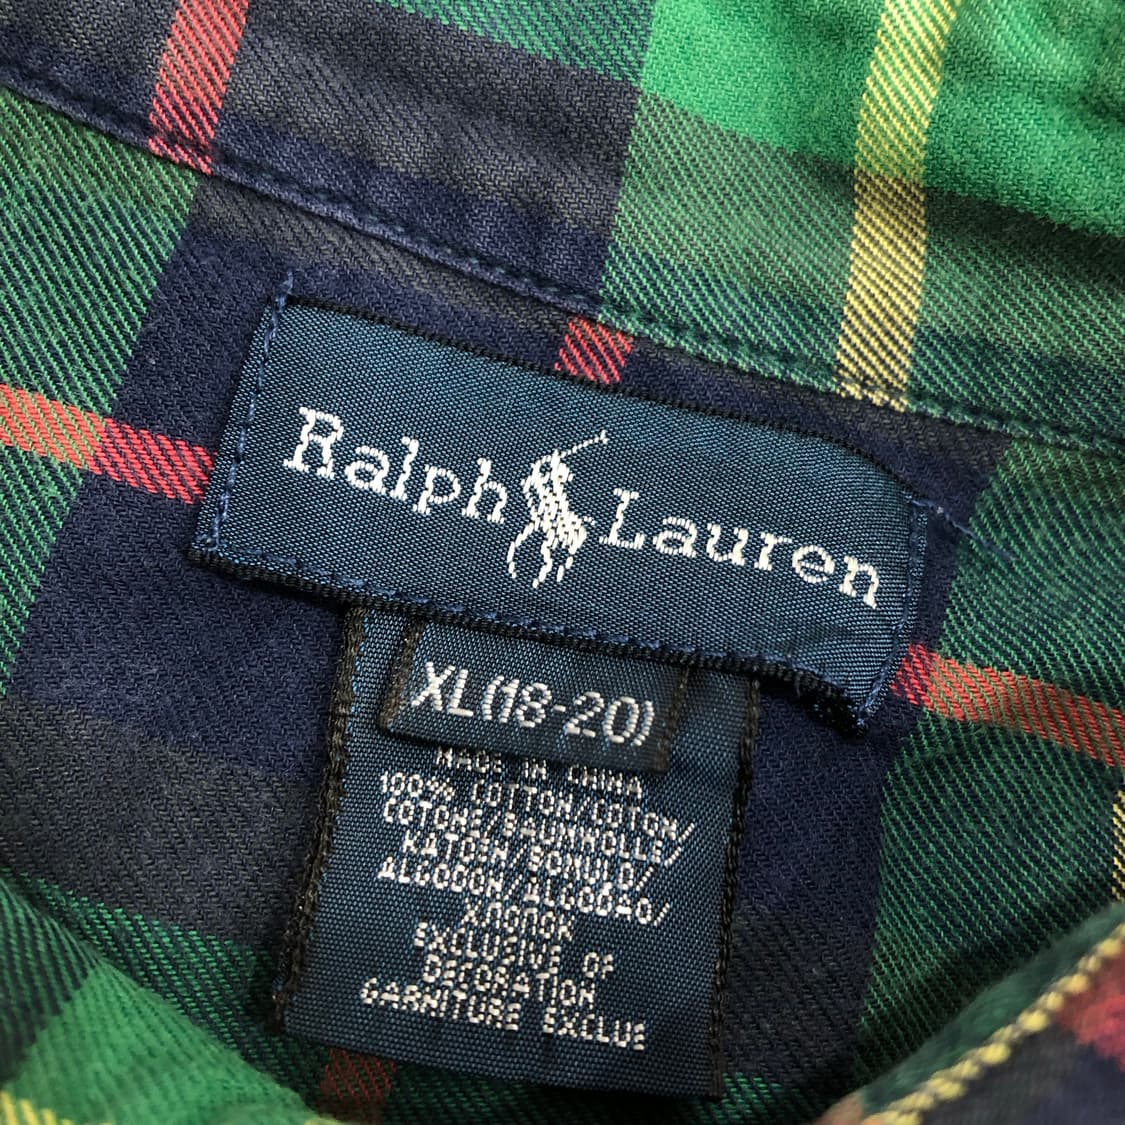 Ralph Lauren
XL(18-20)
MADE IN CHINA
100% COTTON/COTON/
COTONE/BAUMWOLLE/
KATOEN/BOMULD/
ALGODON/ALGODÃO/
EXCLUSIVE OF
DECORATION
GARNITURE EXCLUE